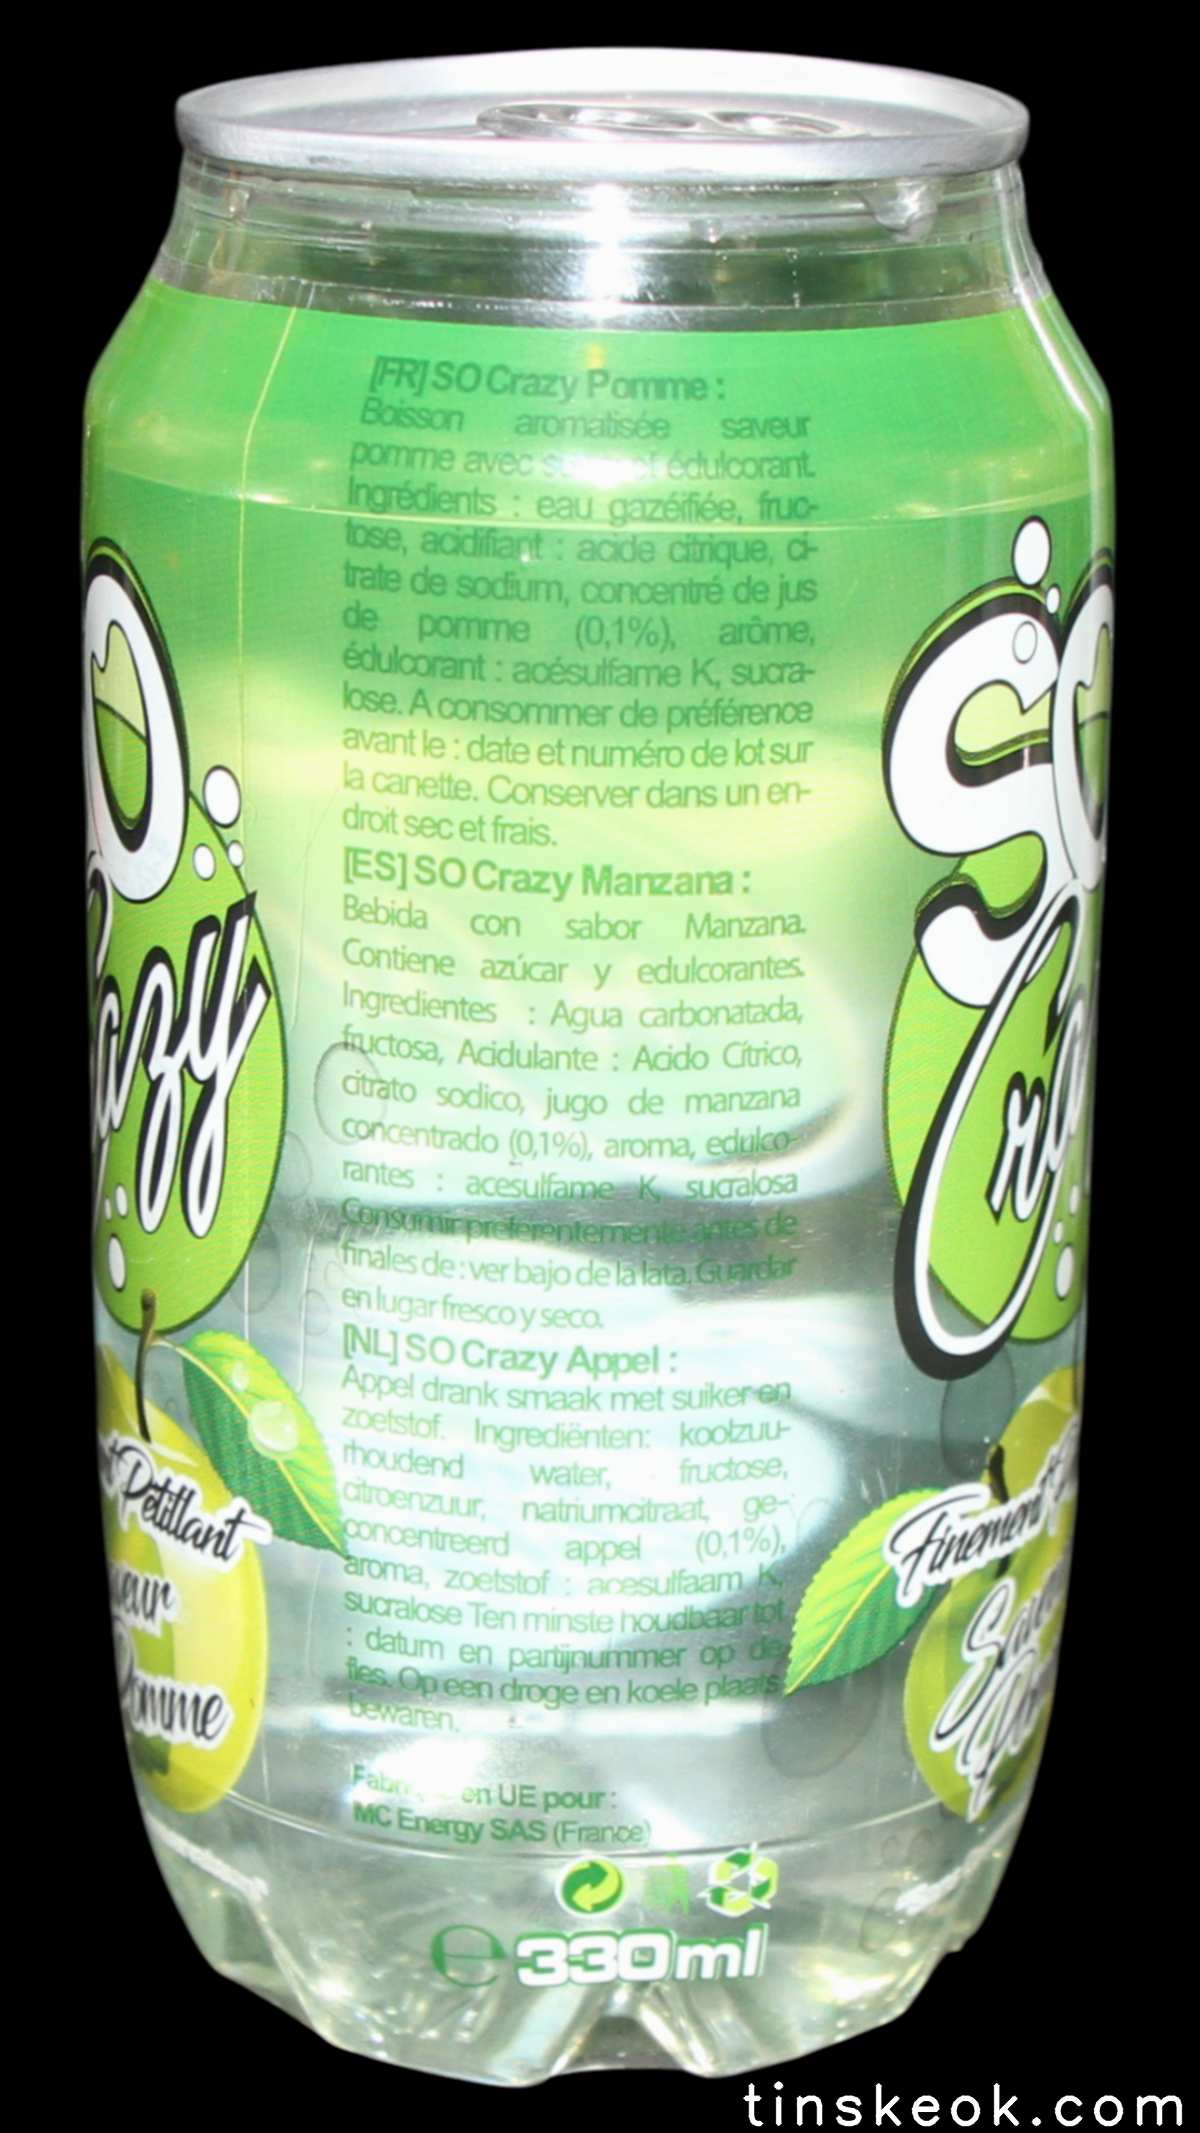 [FR] SO Crazy Pomme :
Boisson aromatisée saveur
pomme avec et édulcorant.
Ingrédients : eau gazéifiée, fruc-
tose, acidifiant : acide citrique, ci-
trate de sodium, concentré de jus
de pomme (0,1%), arôme,
édulcorant : acésulfame K, sucra-
lose. A consommer de préférence
avant le : date et numéro de lot sur
la canette. Conserver dans un en-
droit sec et frais.
[ES] SO Crazy Manzana :
Bebida con sabor Manzana.
Contiene azúcar y edulcorantes.
Ingredientes : Agua carbonatada,
fructosa, Acidulante : Acido Cítrico,
citrato sodico, jugo de manzana
concentrado (0,1%), aroma, edulco-
rantes : acesulfame K, sucralosa
Consumir preferentemente antes de
finales de : ver bajo de la lata. Guardar
en lugar fresco y seco.
[NL] SO Crazy Appel :
Appel drank smaak met suiker en
zoetstof. Ingrediënten: koolzuu-
rhoudend water, fructose,
citroenzuur, natriumcitraat, ge-
concentreerd appel (0,1%),
aroma, zoetstof : acesulfaam K,
sucralose Ten minste houdbaar tot
: datum en partijnummer op de
fles. Op een droge en koele plaats
bewaren.
en UE pour :
MC Energy SAS (France)
e 330ml
O
razy
t Petillant
veur
Pomme
SO
Cra
Finement
Save
Po
tinskeok.com